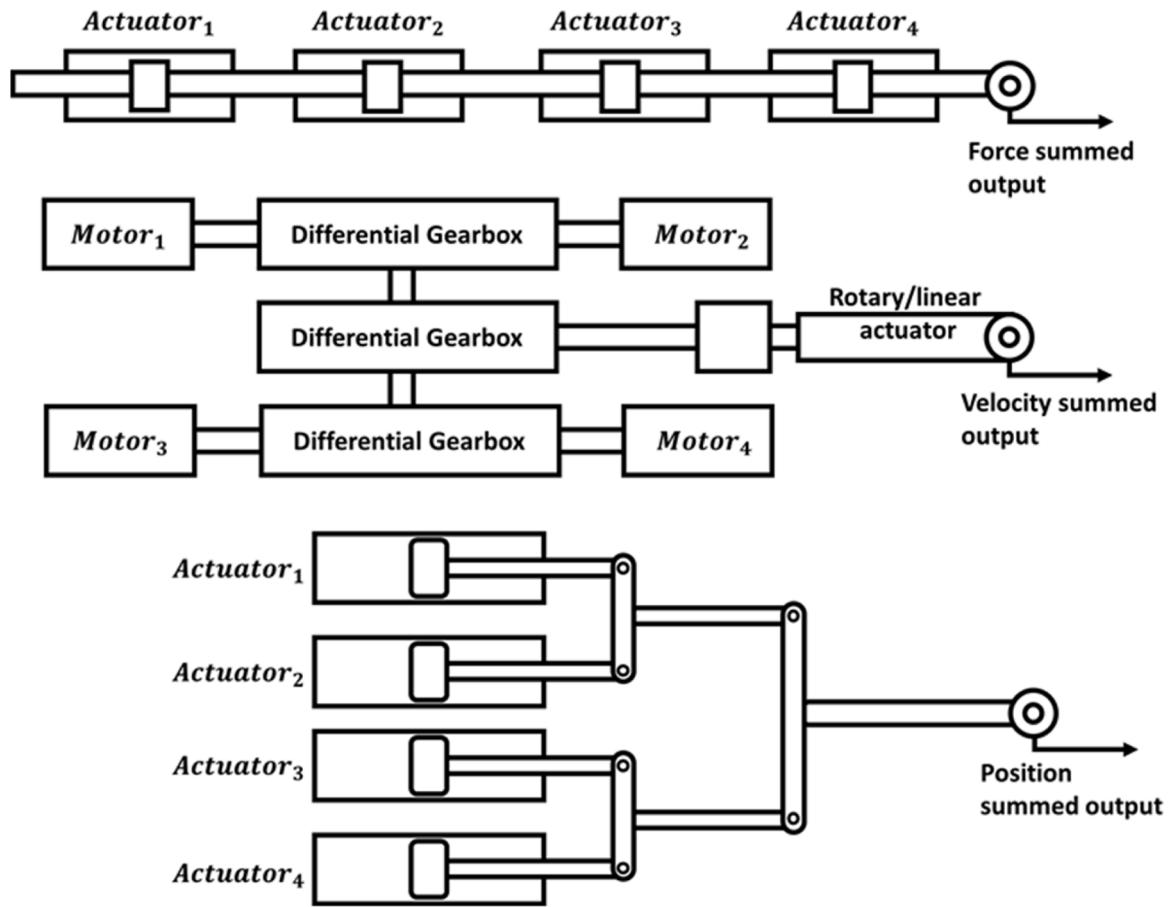 Actuator₁ Actuator₂ Actuator₃ Actuator₄
Force summed
output
Motor₁ Differential Gearbox Motor₂
Differential Gearbox
Rotary/linear
actuator
Velocity summed
output
Motor₃ Differential Gearbox Motor₄
Actuator₁
Actuator₂
Actuator₃
Position
summed output
Actuator₄